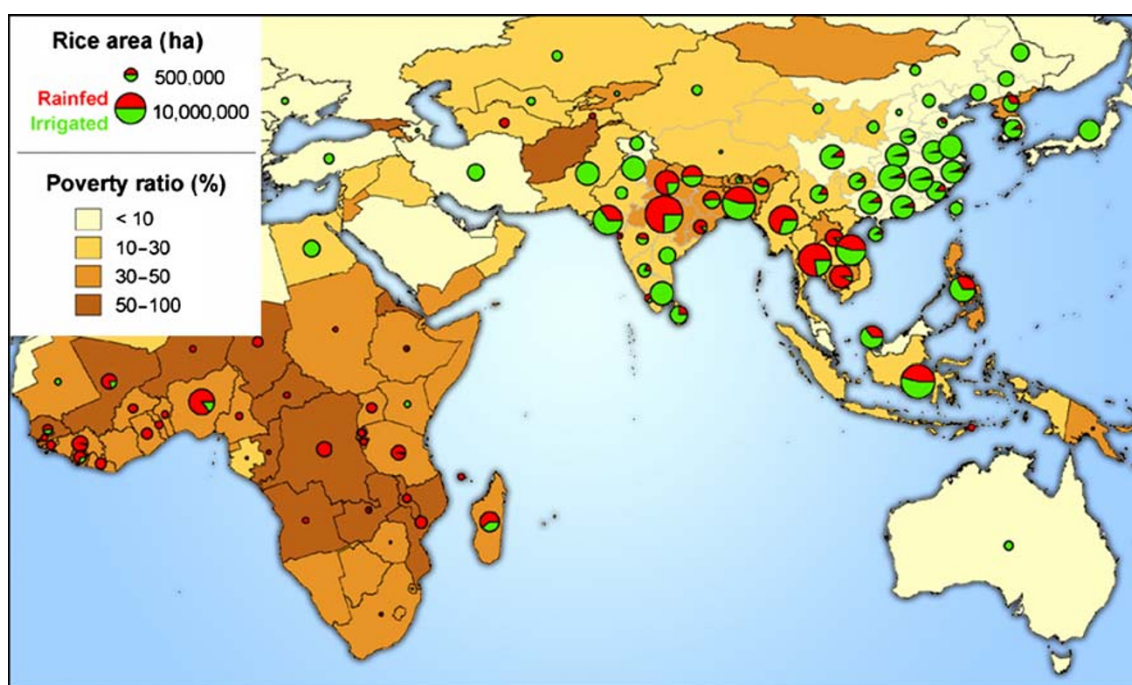 Rice area (ha)
500.000
Rainfed
Irrigated
10,000,000
Poverty ratio (%)
< 10
10–30
30–50
50–100